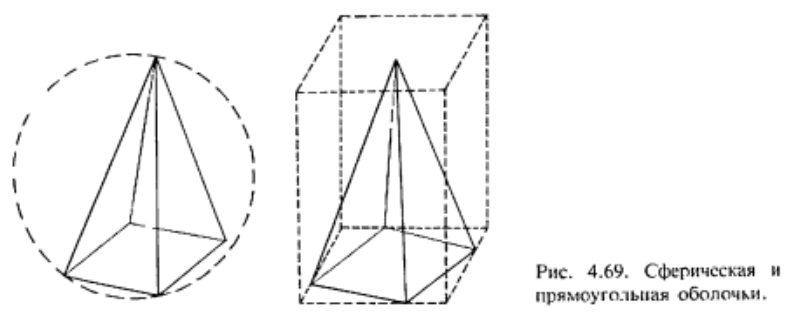 Рис. 4.69. Сферическая и
прямоугольная оболочки.